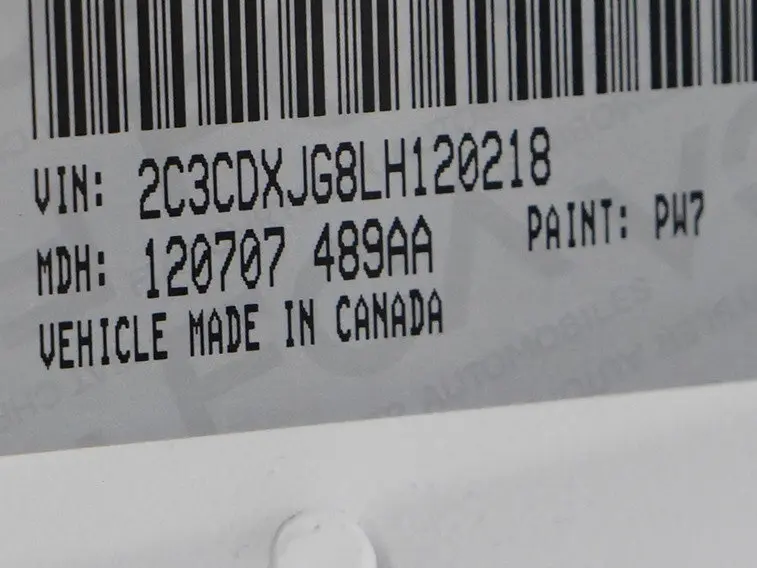 VIN: 2C3CDXJG8LH120218
MDH: 120707 489AA PAINT: PW7
VEHICLE MADE IN CANADA